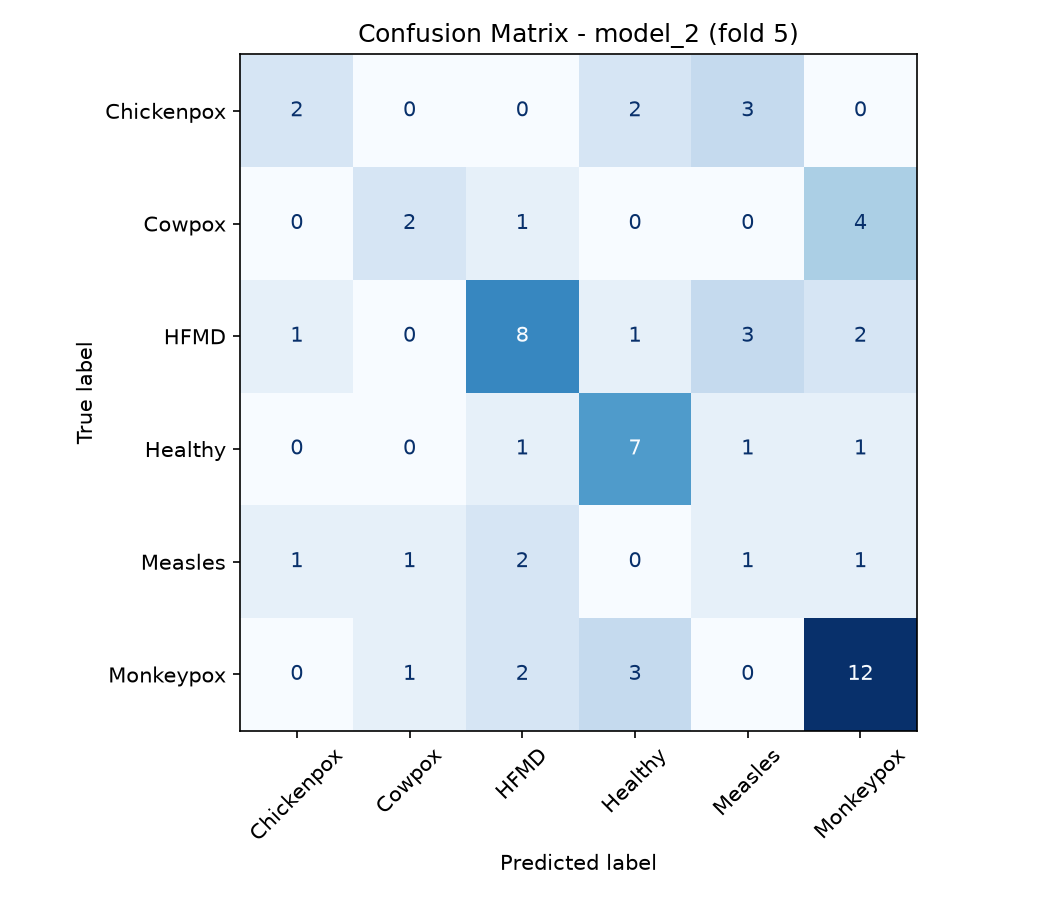 Confusion Matrix - model_2 (fold 5)
Chickenpox 2 0 0 2 3 0
Cowpox 0 2 1 0 0 4
HFMD 1 0 8 1 3 2
Healthy 0 0 1 7 1 1
Measles 1 1 2 0 1 1
Monkeypox 0 1 2 3 0 12
True label
Chickenpox Cowpox HFMD Healthy Measles Monkeypox
Predicted label